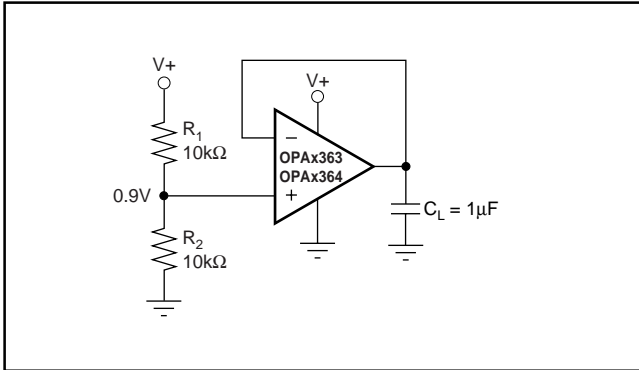 V+
R1
10kΩ
0.9V
R2
10kΩ
V+
−
OPAx363
OPAx364
+
CL = 1µF